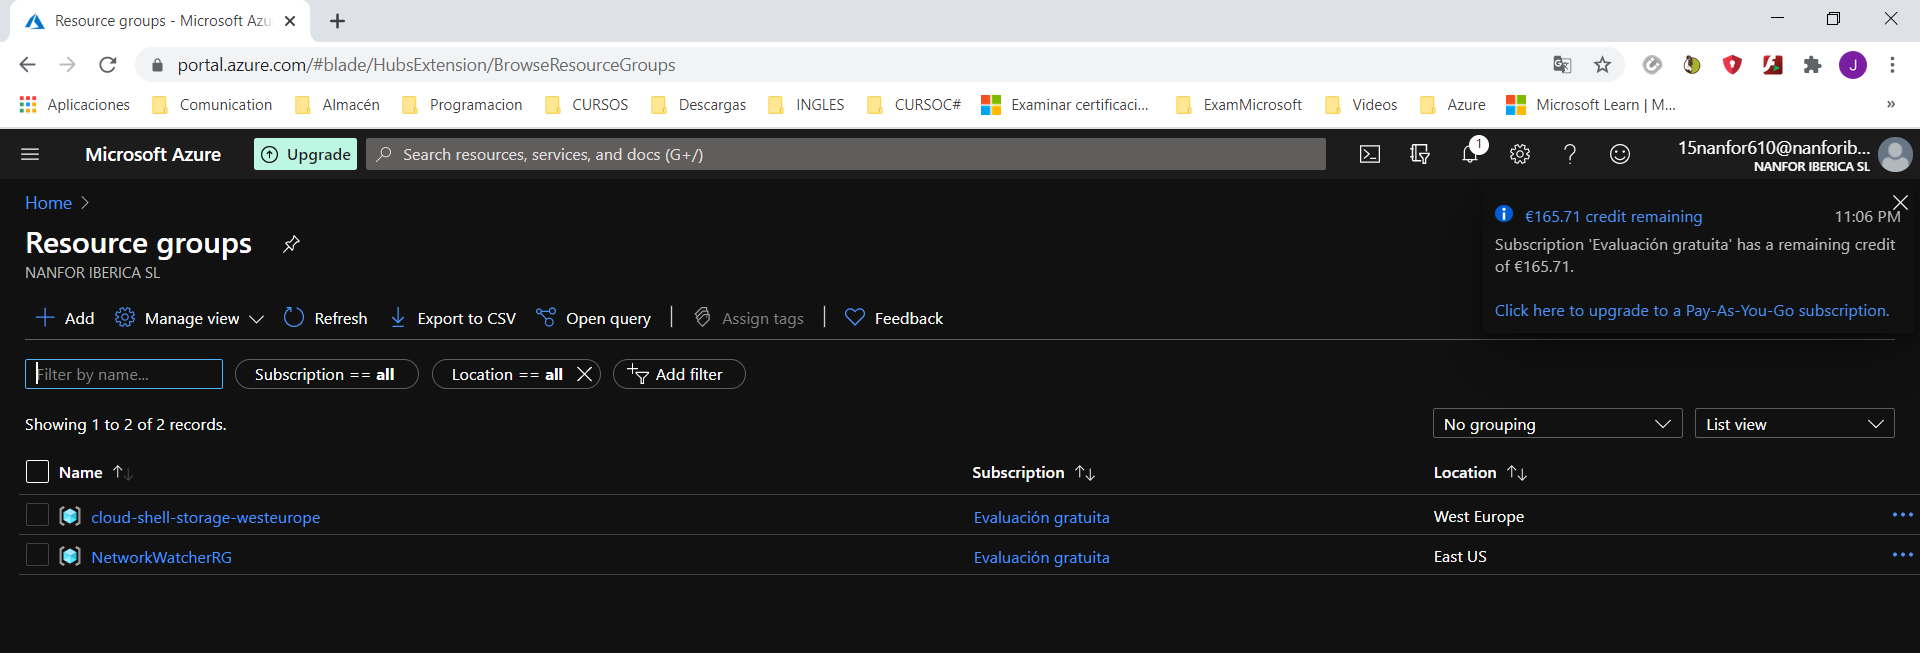 Resource groups - Microsoft Azu
portal.azure.com/#blade/HubsExtension/BrowseResourceGroups
J
Aplicaciones Comunication Almacén Programacion CURSOS Descargas INGLES CURSOC# Examinar certificaci... ExamMicrosoft Videos Azure Microsoft Learn | M... »
Microsoft Azure Upgrade Search resources, services, and docs (G+/) 1 15nanfor610@nanforib...
NANFOR IBERICA SL
Home >
€165.71 credit remaining 11:06 PM
Subscription 'Evaluación gratuita' has a remaining credit
of €165.71.
Click here to upgrade to a Pay-As-You-Go subscription.
Resource groups
NANFOR IBERICA SL
Add Manage view Refresh Export to CSV Open query Assign tags Feedback
Filter by name... Subscription == all Location == all Add filter
Showing 1 to 2 of 2 records. No grouping List view
Name Subscription Location
cloud-shell-storage-westeurope Evaluación gratuita West Europe
NetworkWatcherRG Evaluación gratuita East US